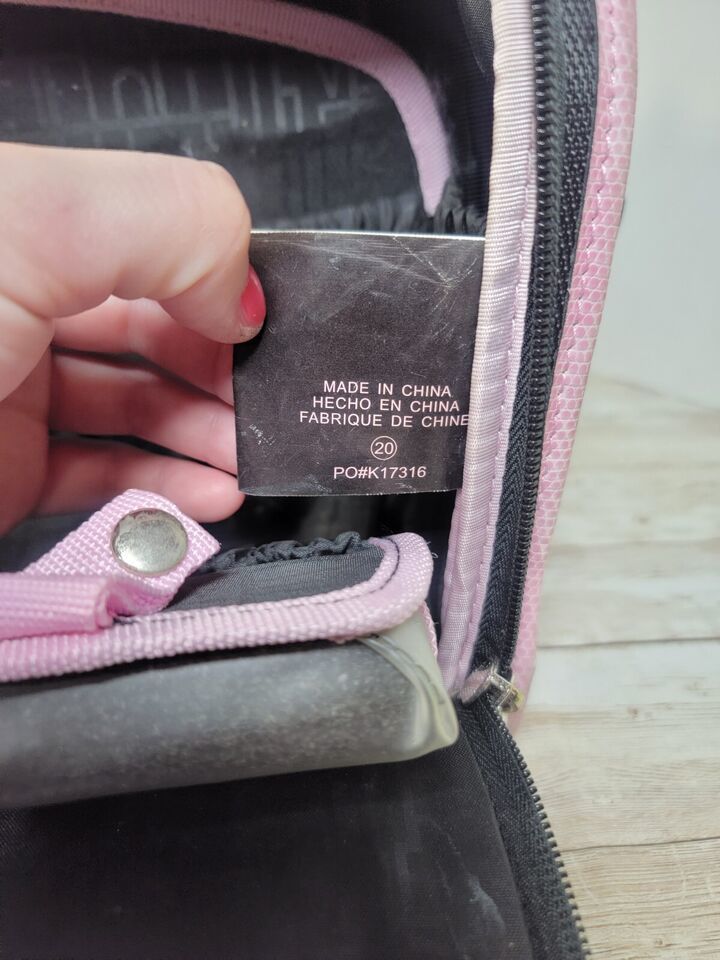 MADE IN CHINA
HECHO EN CHINA
FABRIQUE DE CHINE
20
PO#K17316